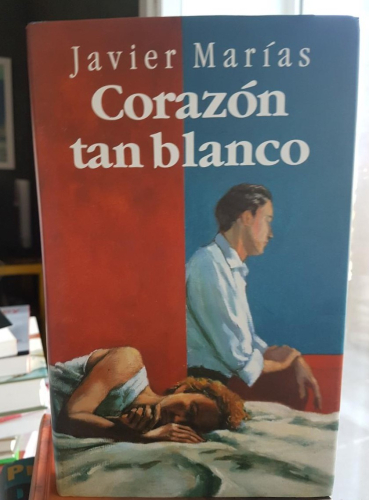 Javier Marías
Corazón
tan blanco